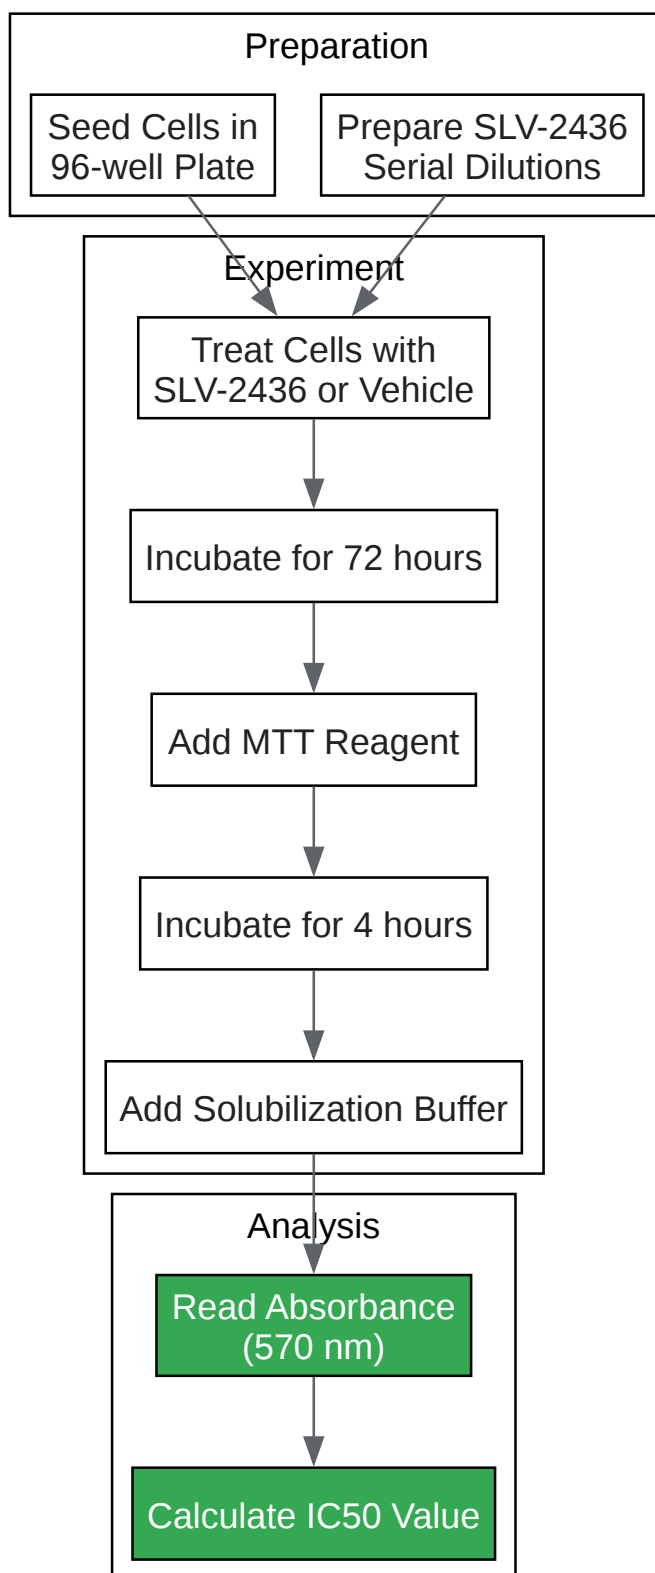 Preparation
Seed Cells in
96-well Plate
Prepare SLV-2436
Serial Dilutions
Experiment
Treat Cells with
SLV-2436 or Vehicle
Incubate for 72 hours
Add MTT Reagent
Incubate for 4 hours
Add Solubilization Buffer
Analysis
Read Absorbance
(570 nm)
Calculate IC50 Value